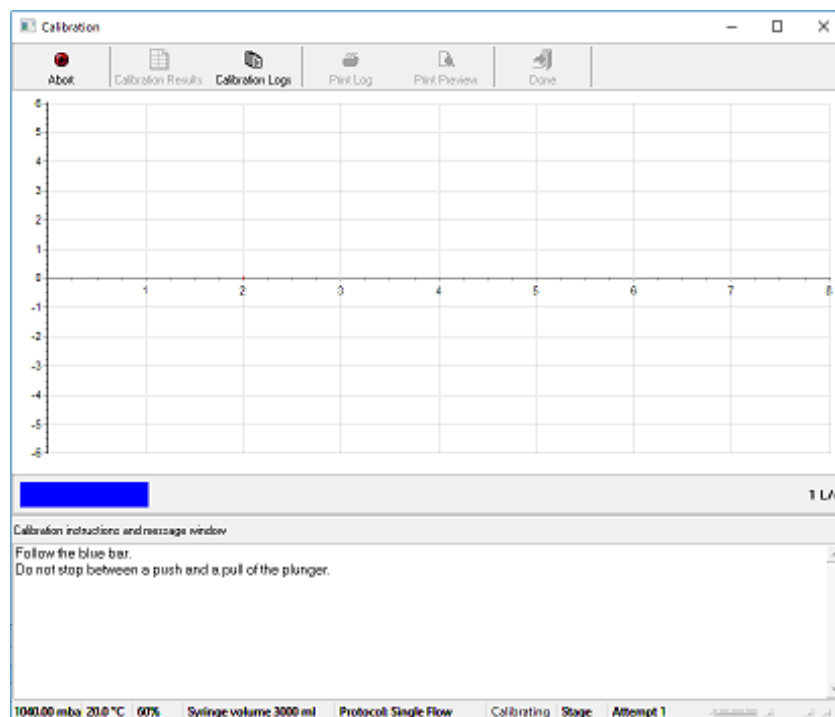 Calibration
Abort Calibration Results Calibration Logs Print Log Print Preview Done
6
5
4
3
2
1
0
1 2 3 4 5 6 7 8
-1
-2
-3
-4
-5
-6
1 L/
Calibration instructions and message window
Follow the blue bar.
Do not stop between a push and a pull of the plunger.
1040.00 mba 20.0 °C 60% Syringe volume 3000 ml Protocol: Single Flow Calibrating Stage Attempt 1